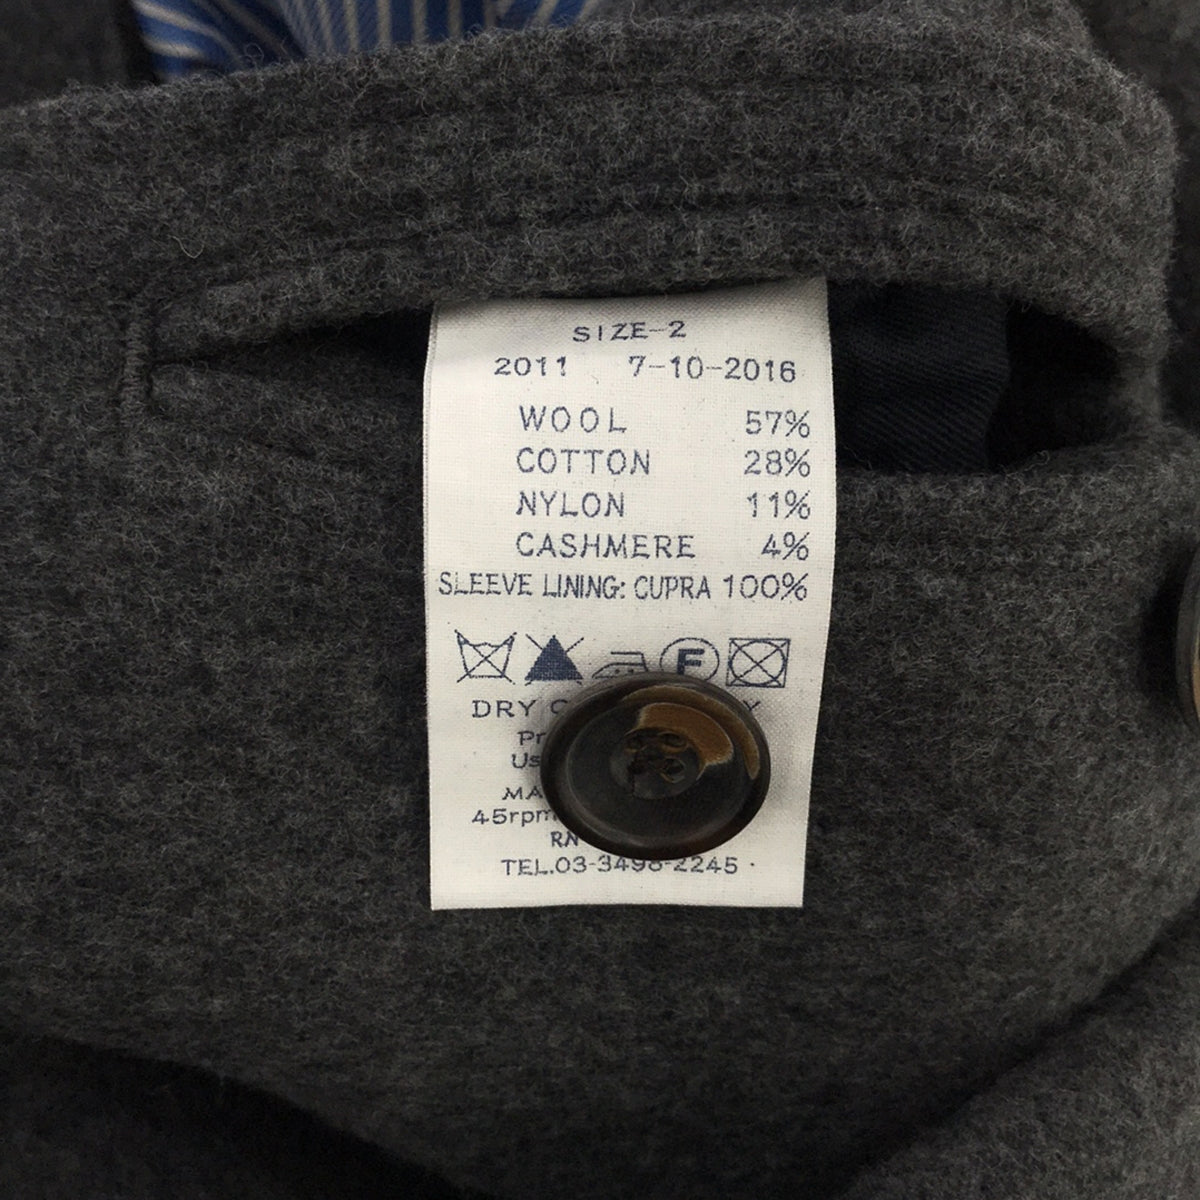 SIZE-2
2011 7-10-2016
WOOL 57%
COTTON 28%
NYLON 11%
CASHMERE 4%
SLEEVE LINING: CUPRA 100%
F
DRY
45rpm
RN
TEL.03-3498-2245